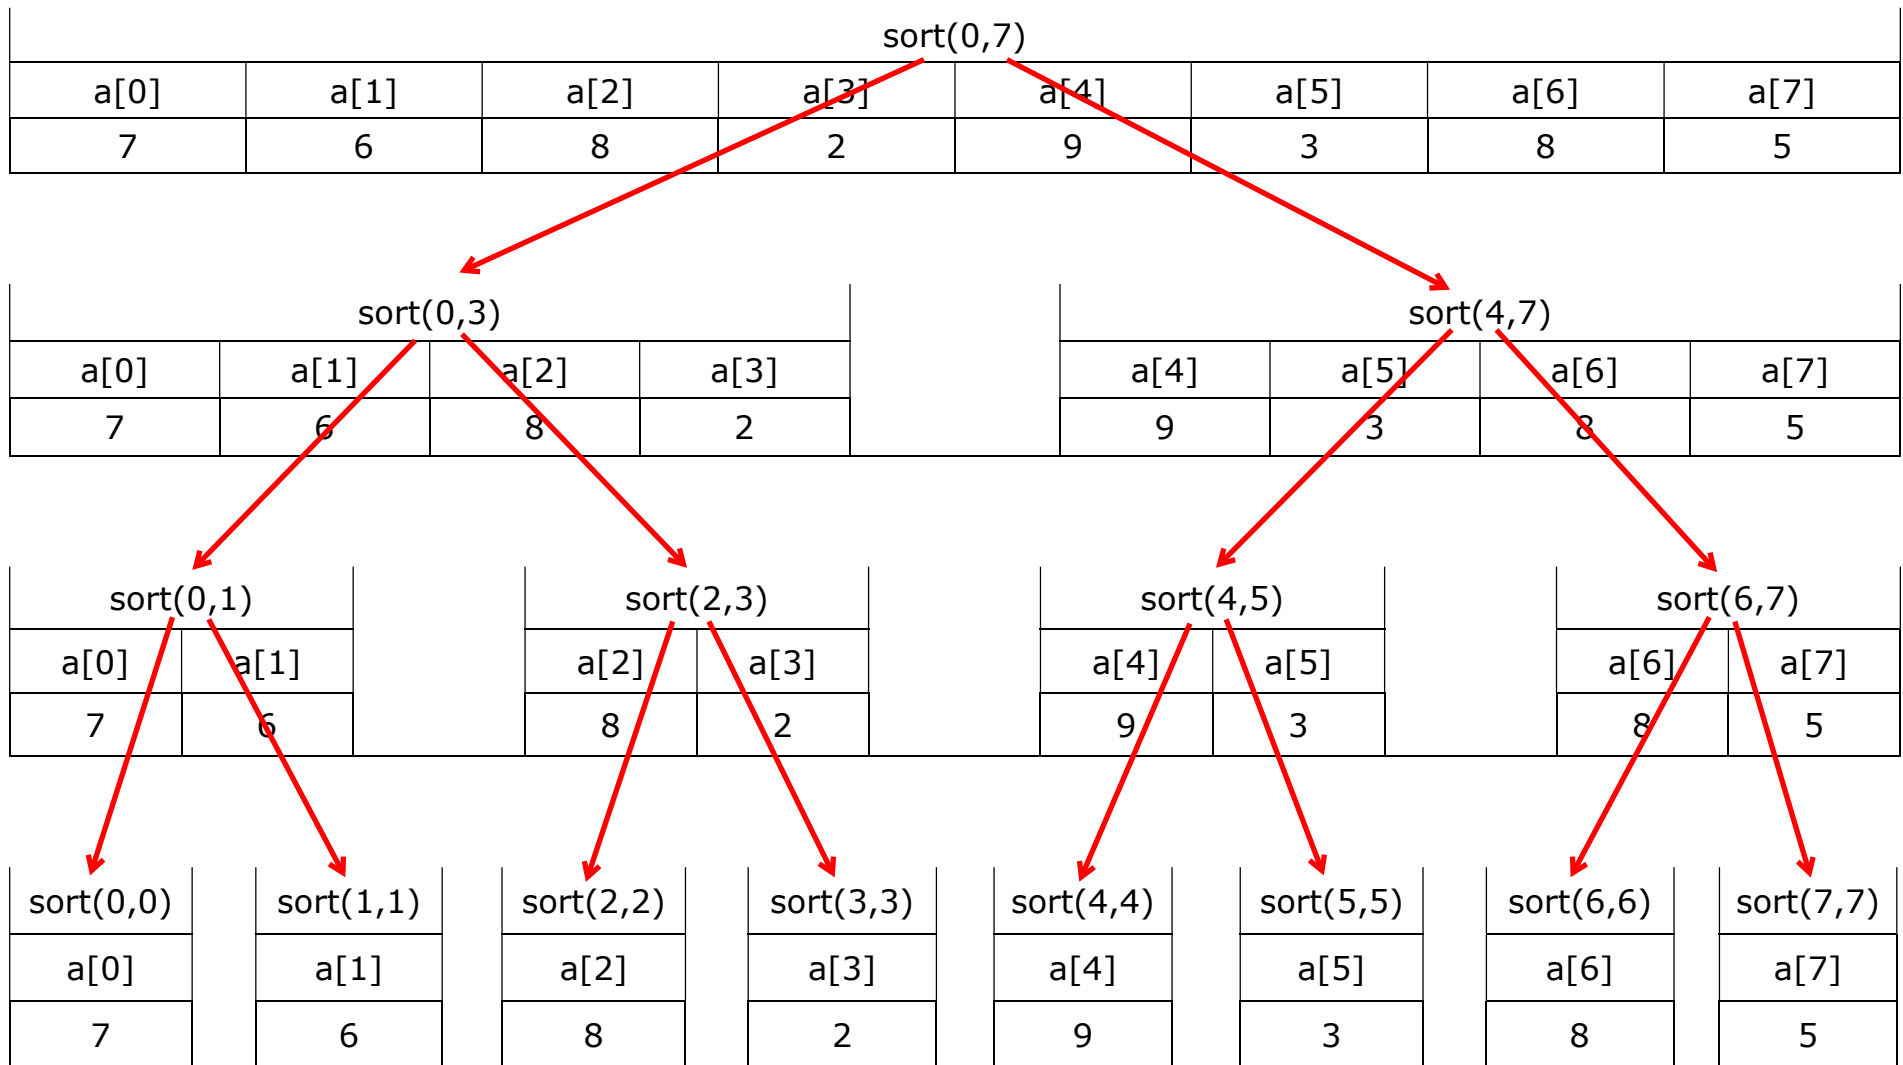 sort(0,7)
a[0] a[1] a[2] a[3] a[4] a[5] a[6] a[7]
7 6 8 2 9 3 8 5
sort(0,3) sort(4,7)
a[0] a[1] a[2] a[3] a[4] a[5] a[6] a[7]
7 6 8 2 9 3 8 5
sort(0,1) sort(2,3) sort(4,5) sort(6,7)
a[0] a[1] a[2] a[3] a[4] a[5] a[6] a[7]
7 6 8 2 9 3 8 5
sort(0,0) sort(1,1) sort(2,2) sort(3,3) sort(4,4) sort(5,5) sort(6,6) sort(7,7)
a[0] a[1] a[2] a[3] a[4] a[5] a[6] a[7]
7 6 8 2 9 3 8 5